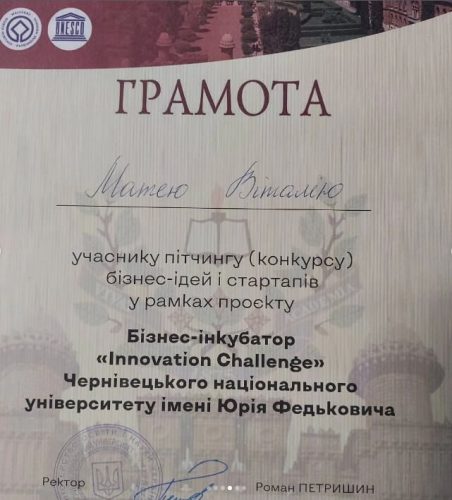 UNESCO
ГРАМОТА
Матею Віталію
учаснику пітчингу (конкурсу)
бізнес-ідей і стартапів
у рамках проєкту
Бізнес-інкубатор
«Innovation Challenge»
Чернівецького національного
університету імені Юрія Федьковича
Ректор
Роман ПЕТРИШИН